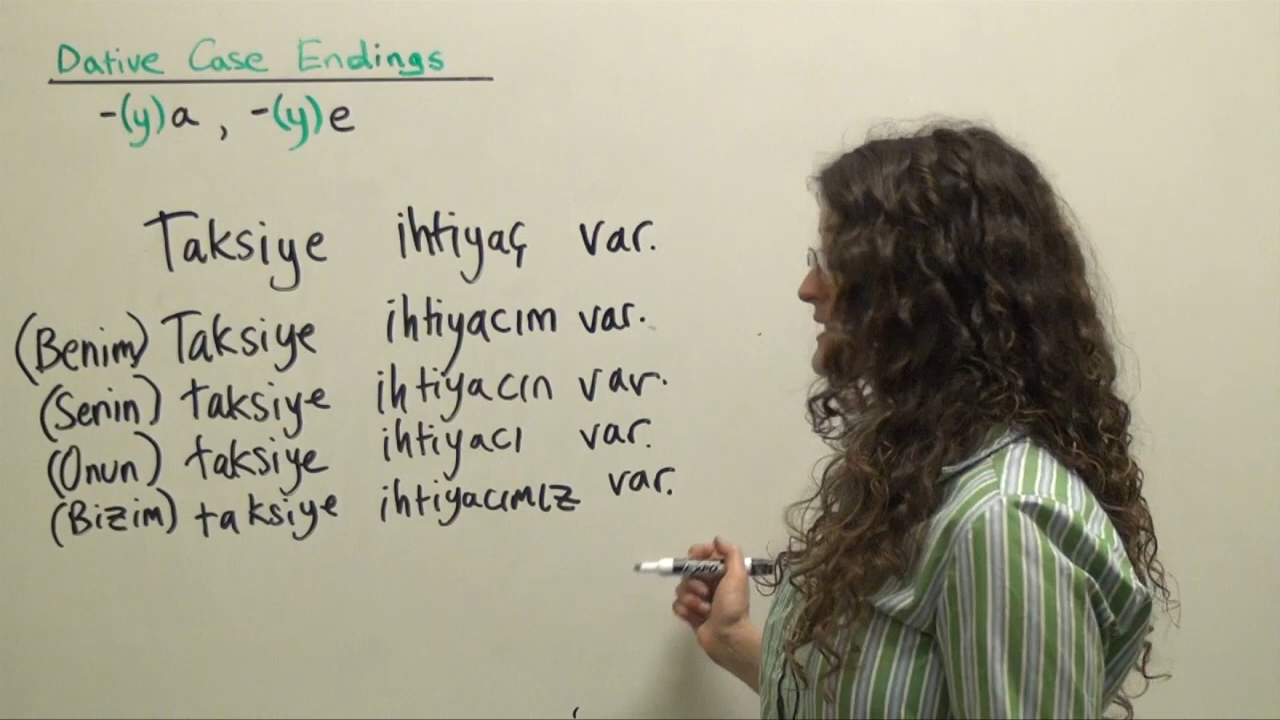 Dative Case Endings
-(y)a, -(y)e
Taksiye ihtiyaç var.
(Benim) Taksiye ihtiyacım var.
(Senin) taksiye ihtiyacın var.
(Onun) taksiye ihtiyacı var.
(Bizim) taksiye ihtiyacımız var.
EXPO